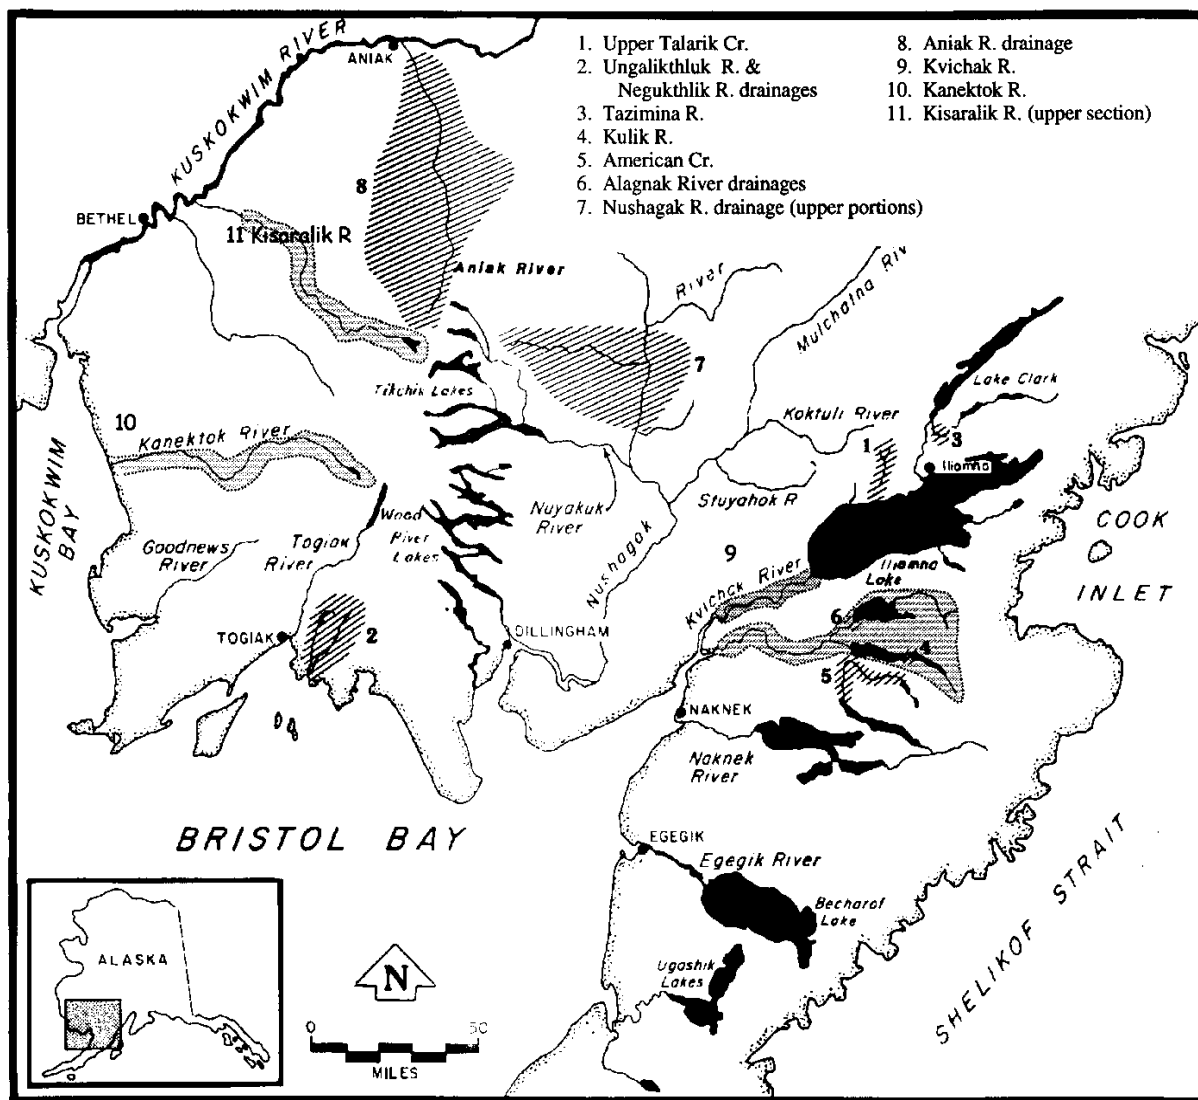 1. Upper Talarik Cr.
2. Ungalikthluk R. &
Negukthlik R. drainages
3. Tazimina R.
4. Kulik R.
5. American Cr.
6. Alagnak River drainages
7. Nushagak R. drainage (upper portions)
8. Aniak R. drainage
9. Kvichak R.
10. Kanektok R.
11. Kisaralik R. (upper section)
KUSKOKWIM RIVER
ANIAK
8
BETHEL
11 Kisaralik R
Aniak River
River
Mulchatna Riv
7
Tikchik Lakes
Lake Clark
10
Kanektok River
Koktuli River
1
3
Iliamna
KUSKOKWIM
BAY
Stuyahok R
Nuyakuk
River
Wood
River
Lakes
Togiak
River
Goodnews
River
Nushagak
9
Kvichak River
Iliamna
Lake
COOK
INLET
6
4
5
TOGIAK
2
DILLINGHAM
NAKNEK
Naknek
River
BRISTOL BAY
EGEGIK
Egegik River
Becharof
Lake
Ugashik
Lakes
SHELIKOF STRAIT
ALASKA
N
0 50
MILES